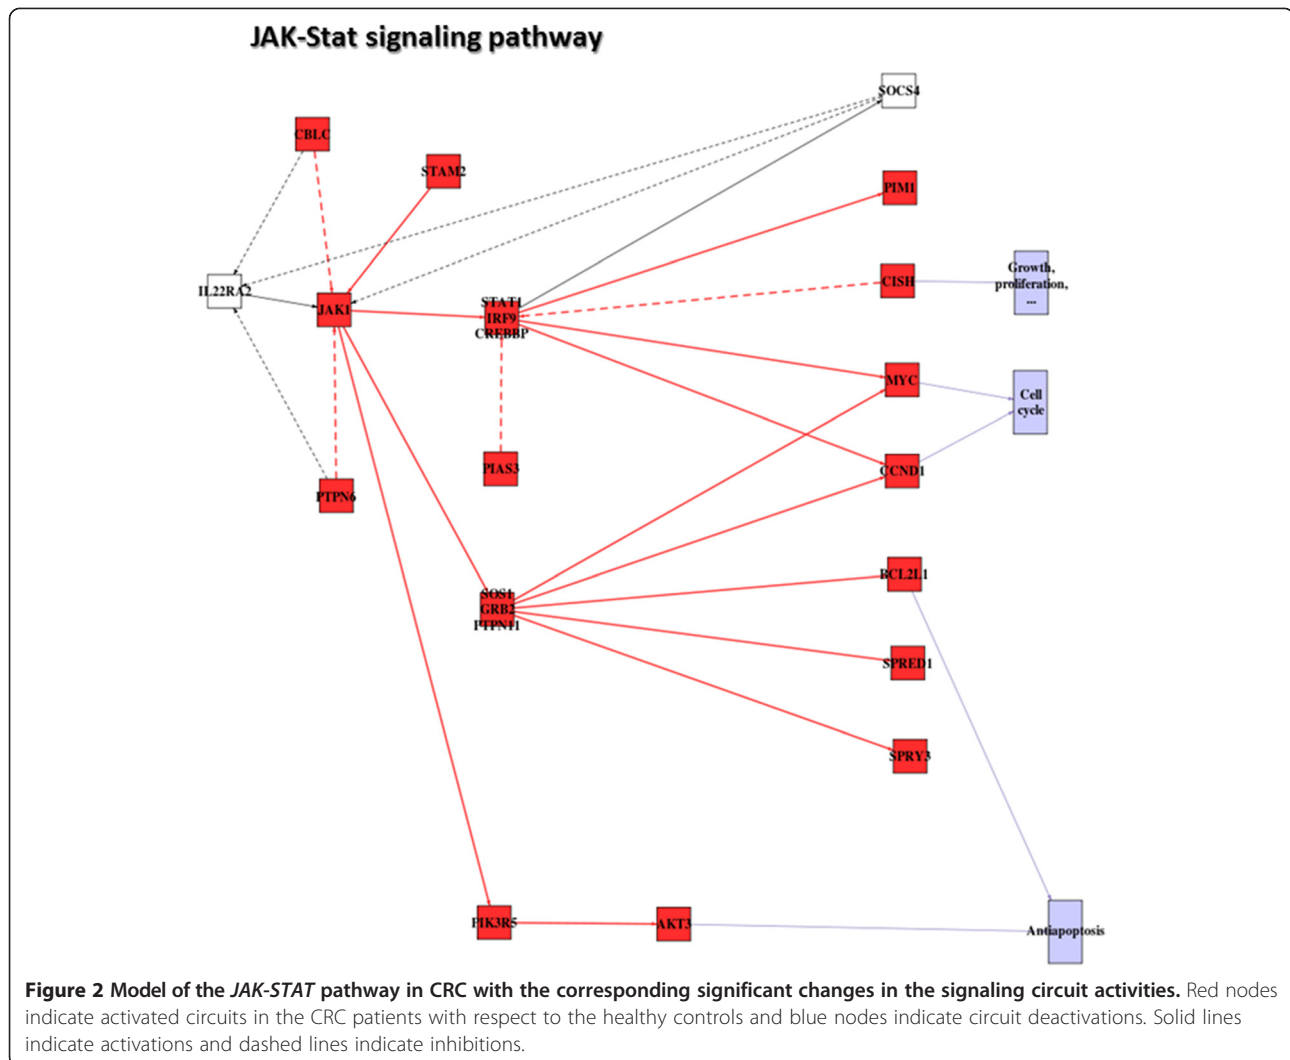 JAK-Stat signaling pathway
SOCS4
CBLC
STAM2
PIM1
CISH
Growth,
proliferation,
...
IL22RA2
JAK1
STAT1
IRF9
CREBBP
MYC
Cell
cycle
PIAS3
CCND1
PTPN6
BCL2L1
SOS1
GRB2
PTPN11
SPRED1
SPRY3
PIK3R5
AKT3
Antiapoptosis
Figure 2 Model of the JAK-STAT pathway in CRC with the corresponding significant changes in the signaling circuit activities. Red nodes
indicate activated circuits in the CRC patients with respect to the healthy controls and blue nodes indicate circuit deactivations. Solid lines
indicate activations and dashed lines indicate inhibitions.